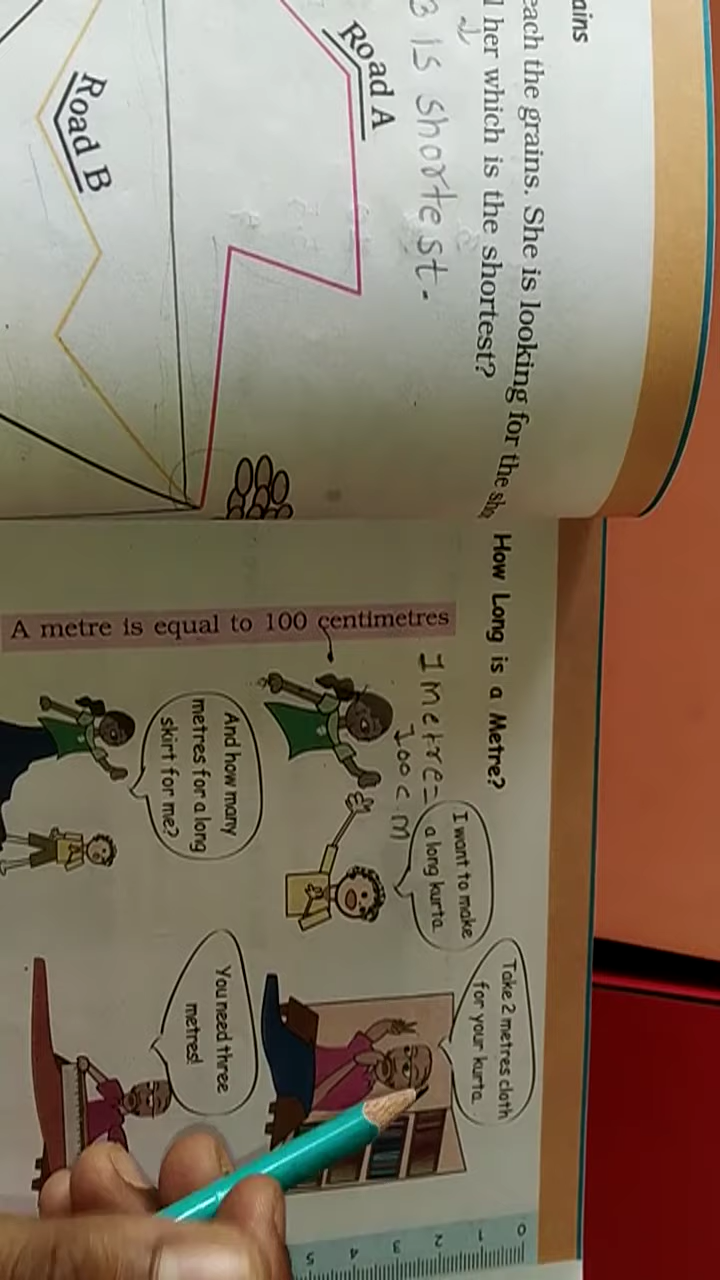 ains
each the grains. She is looking for the
her which is the shortest?
is shortest.
Road A
Road B
How Long is a Metre?
1 metre =
100 c.m
A metre is equal to 100 centimetres
Take 2 metres cloth
for your kurta.
I want to make
a long kurta.
And how many
metres for a long
skirt for me?
You need three
metres!
0 1 2 3 4 5